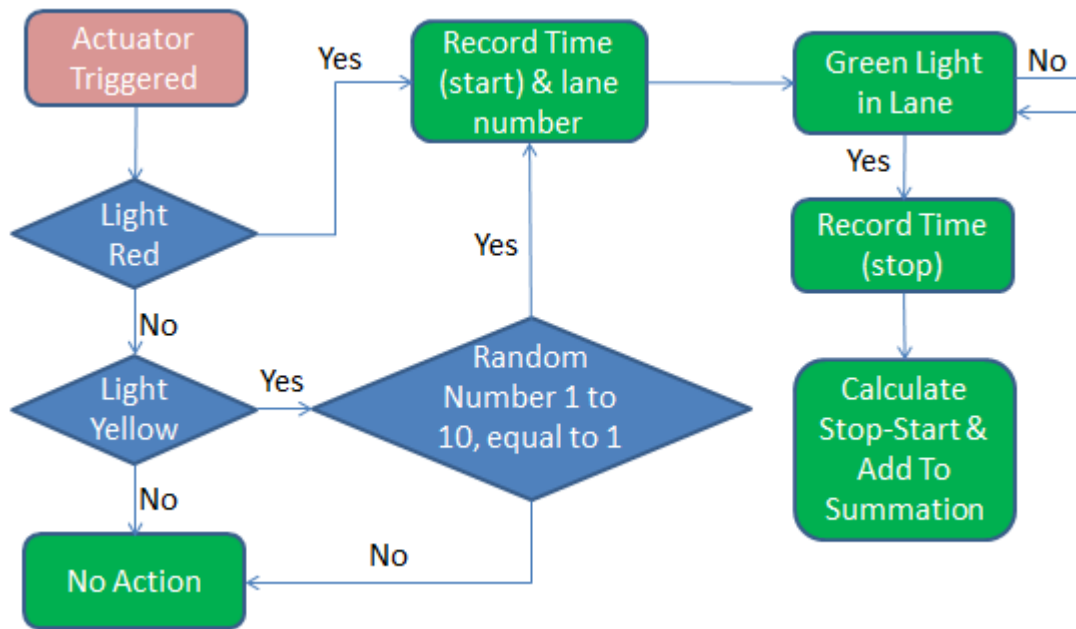 Actuator
Triggered
Yes
Record Time
(start) & lane
number
Green Light
in Lane
No
Light
Red
Yes
Yes
Record Time
(stop)
No
Light
Yellow
Yes
Random
Number 1 to
10, equal to 1
Calculate
Stop-Start &
Add To
Summation
No
No
No Action